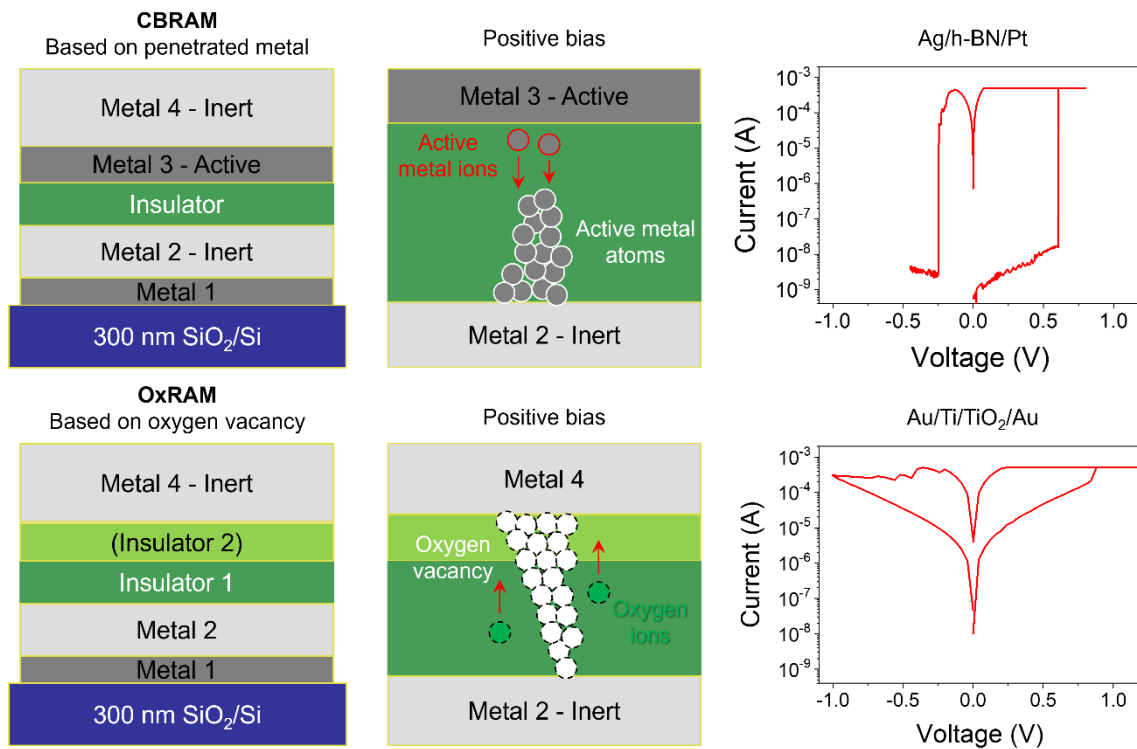 CBRAM
Based on penetrated metal
Metal 4 - Inert
Metal 3 - Active
Insulator
Metal 2 - Inert
Metal 1
300 nm SiO₂/Si
Positive bias
Metal 3 - Active
Active
metal ions
Active metal
atoms
Metal 2 - Inert
Ag/h-BN/Pt
Current (A)
10⁻³
10⁻⁴
10⁻⁵
10⁻⁶
10⁻⁷
10⁻⁸
10⁻⁹
-1.0 -0.5 0.0 0.5 1.0
Voltage (V)
OxRAM
Based on oxygen vacancy
Metal 4 - Inert
(Insulator 2)
Insulator 1
Metal 2
Metal 1
300 nm SiO₂/Si
Positive bias
Metal 4
Oxygen
vacancy
Oxygen
ions
Metal 2 - Inert
Au/Ti/TiO₂/Au
Current (A)
10⁻³
10⁻⁴
10⁻⁵
10⁻⁶
10⁻⁷
10⁻⁸
10⁻⁹
-1.0 -0.5 0.0 0.5 1.0
Voltage (V)